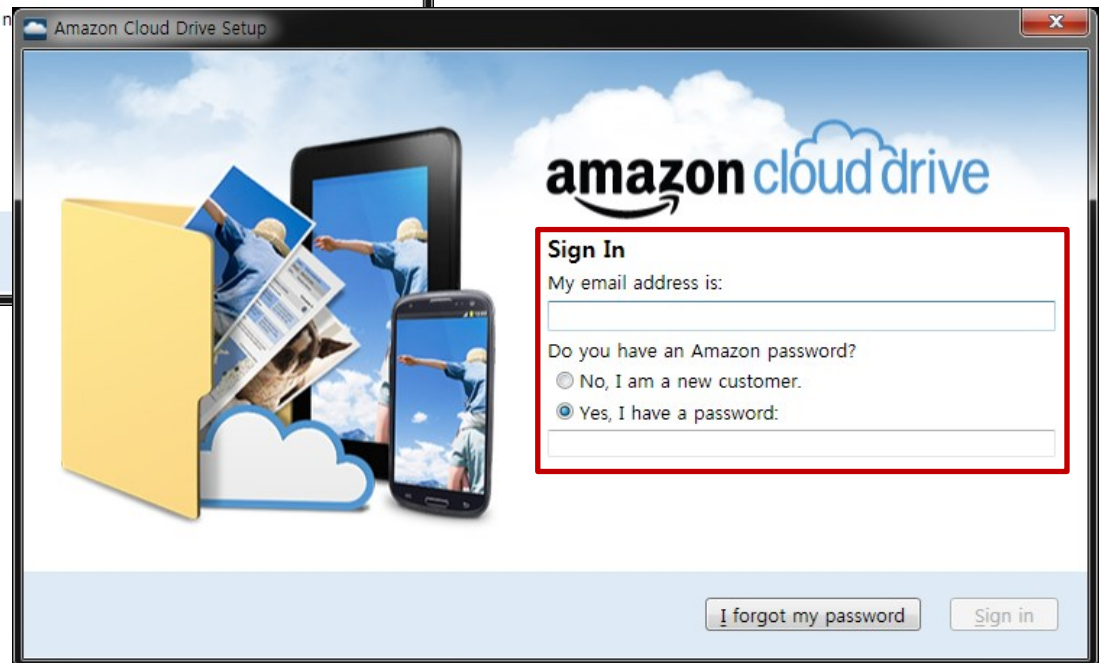 n
Amazon Cloud Drive Setup
amazon cloud drive
Sign In
My email address is:
Do you have an Amazon password?
No, I am a new customer.
Yes, I have a password:
I forgot my password
Sign in